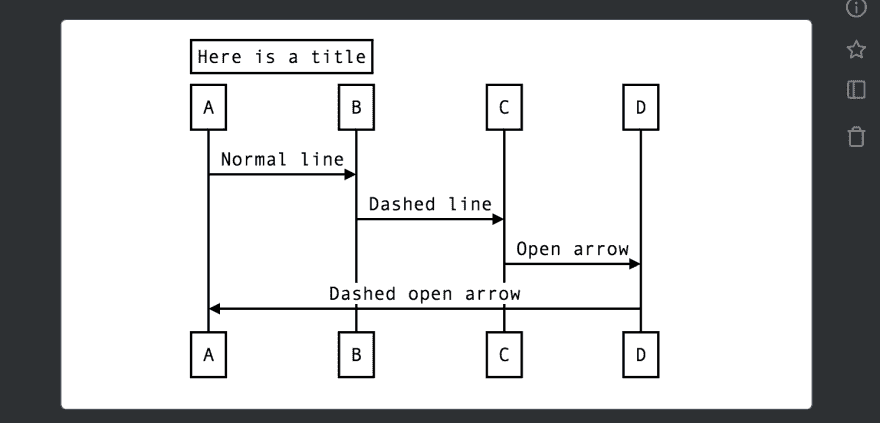 Here is a title
A B C D
Normal line
Dashed line
Open arrow
Dashed open arrow
A B C D